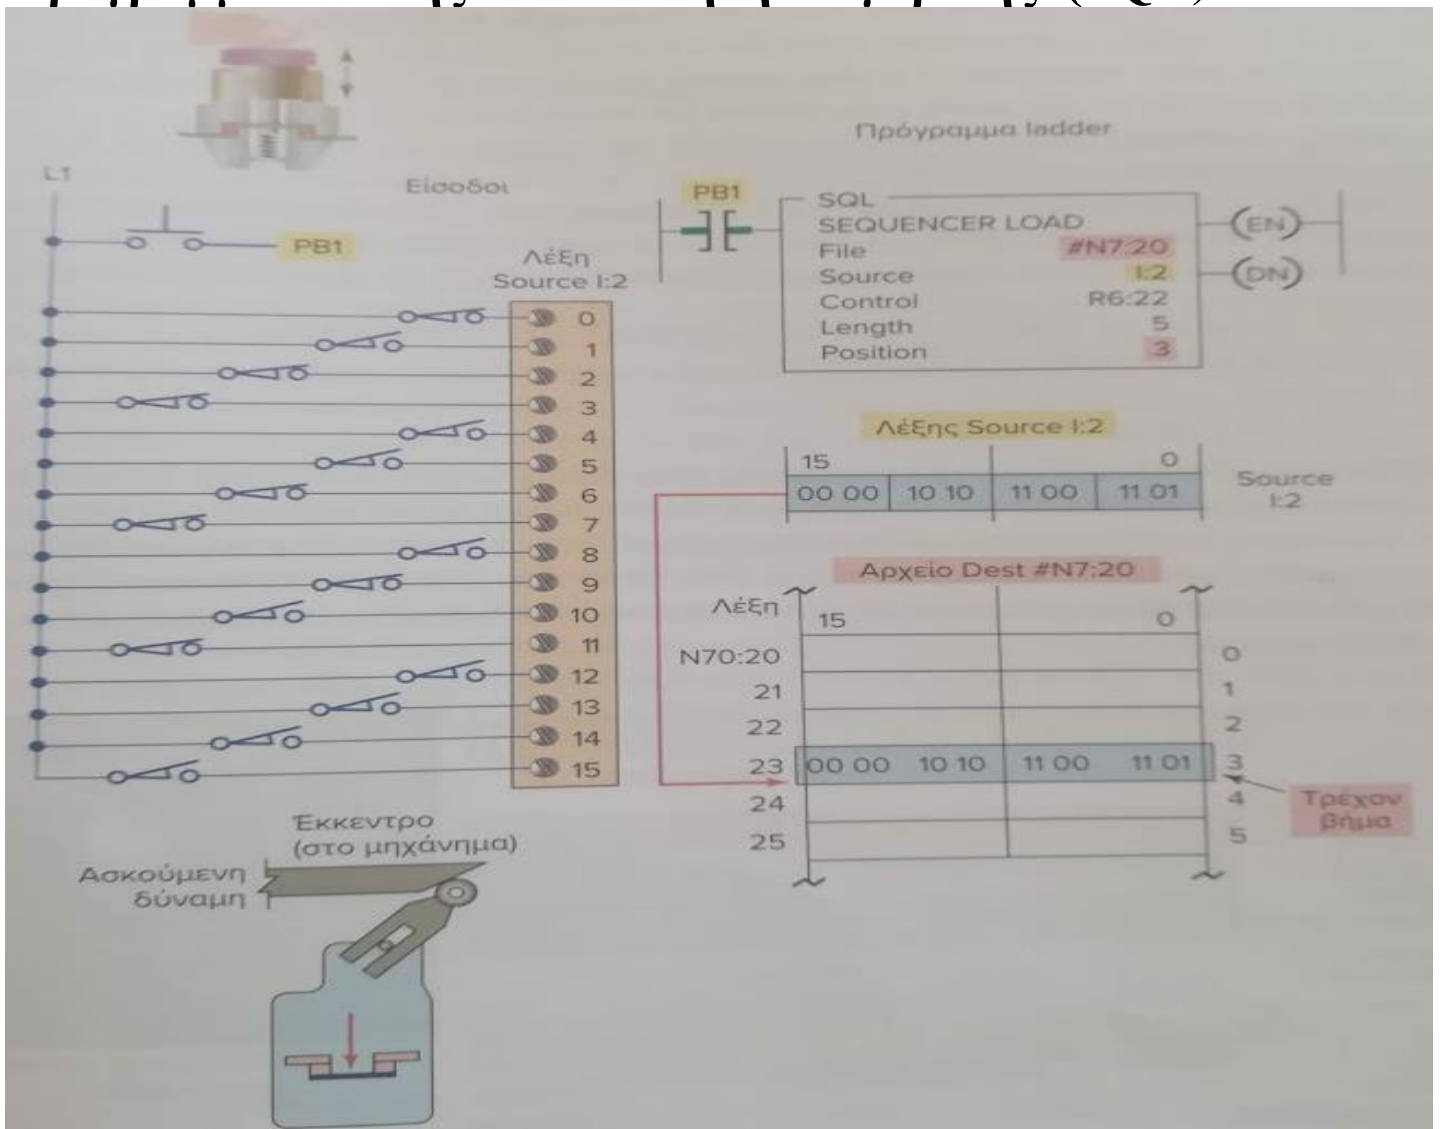 Πρόγραμμα ladder
L1
Είσοδοι
PB1
Λέξη
Source I:2
0
1
2
3
4
5
6
7
8
9
10
11
12
13
14
15
Έκκεντρο
(στο μηχάνημα)
Ασκούμενη
δύναμη
PB1
SQL
SEQUENCER LOAD
File #N7:20
Source I:2
Control R6:22
Length 5
Position 3
EN
DN
Λέξης Source I:2
15 0
00 00 10 10 11 00 11 01
Source
I:2
Αρχείο Dest #N7:20
Λέξη
15 0
N70:20 0
21 1
22 2
23 00 00 10 10 11 00 11 01 3
24 4
25 5
Τρέχον
βήμα